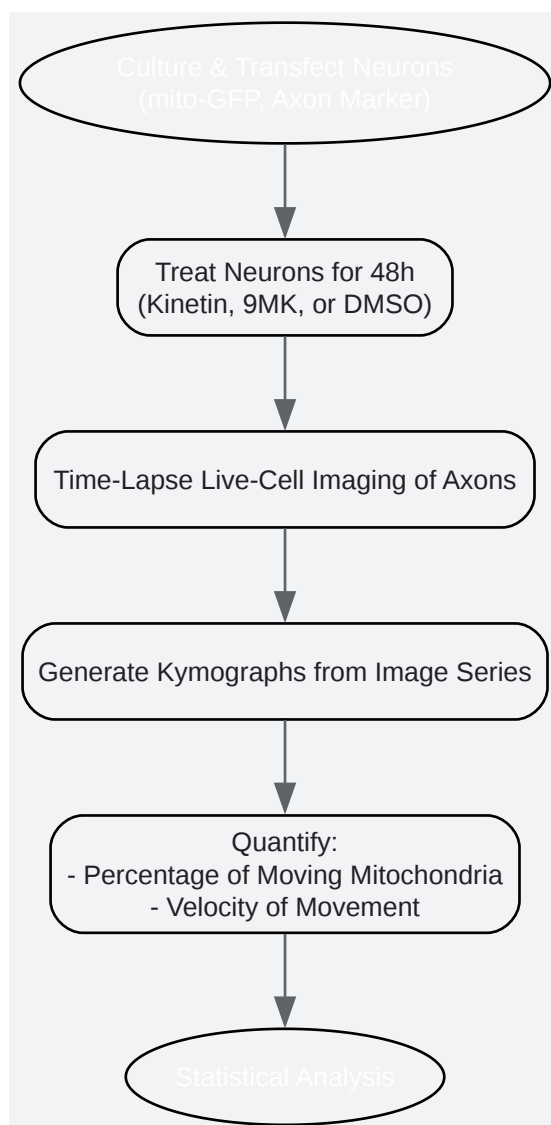 Culture & Transfect Neurons
(mito-GFP, Axon Marker)
Treat Neurons for 48h
(Kinetin, 9MK, or DMSO)
Time-Lapse Live-Cell Imaging of Axons
Generate Kymographs from Image Series
Quantify:
- Percentage of Moving Mitochondria
- Velocity of Movement
Statistical Analysis